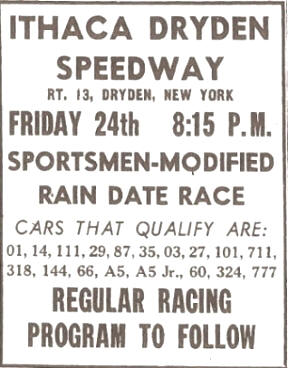 ITHACA DRYDEN
SPEEDWAY
RT. 13, DRYDEN, NEW YORK
FRIDAY 24th 8:15 P.M.
SPORTSMEN-MODIFIED
RAIN DATE RACE
CARS THAT QUALIFY ARE:
01, 14, 111, 29, 87, 35, 03, 27, 101, 711,
318, 144, 66, A5, A5 Jr., 60, 324, 777
REGULAR RACING
PROGRAM TO FOLLOW